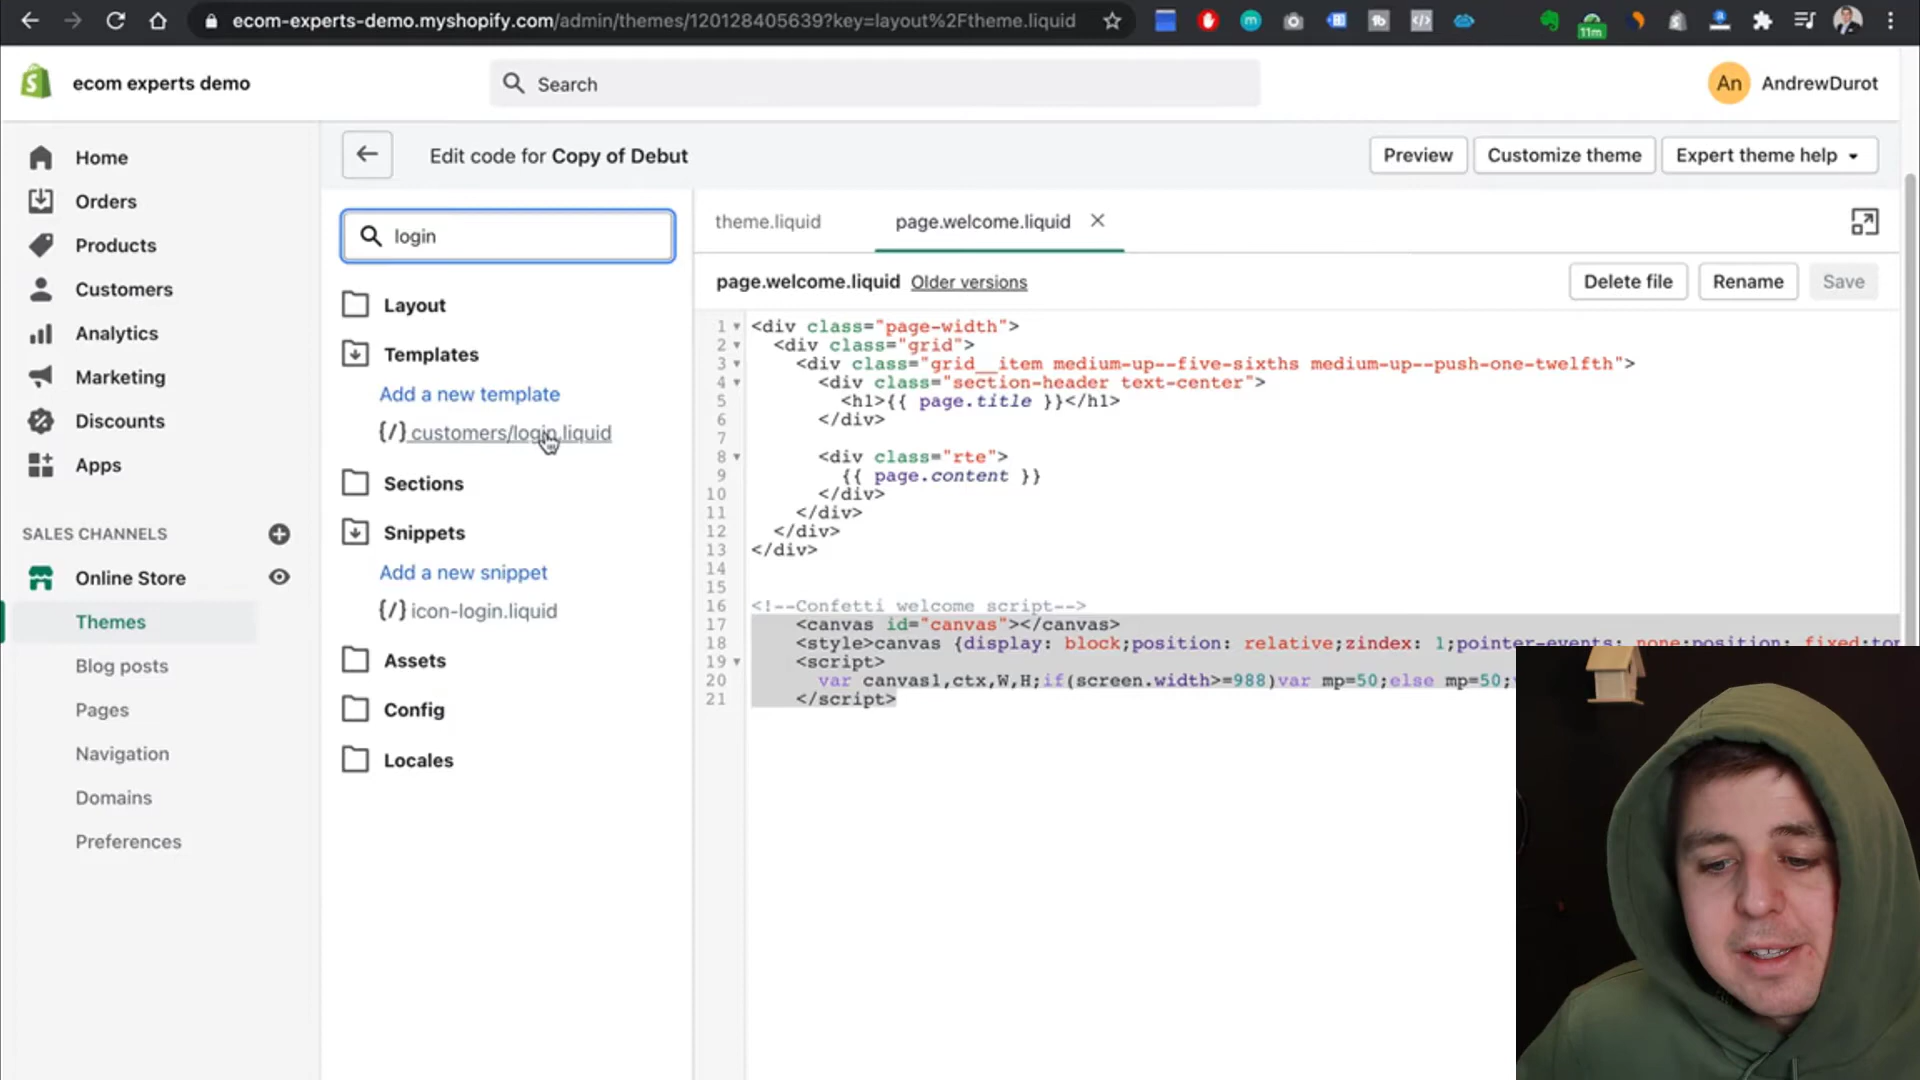 ecom-experts-demo.myshopify.com/admin/themes/120128405639?key=layout%2Ftheme.liquid
11m
ecom experts demo
Search
An
AndrewDurot
Home
Orders
Products
Customers
Analytics
Marketing
Discounts
Apps
SALES CHANNELS
Online Store
Themes
Blog posts
Pages
Navigation
Domains
Preferences
Edit code for Copy of Debut
Preview
Customize theme
Expert theme help
login
Layout
Templates
Add a new template
{/} customers/login.liquid
Sections
Snippets
Add a new snippet
{/} icon-login.liquid
Assets
Config
Locales
theme.liquid
page.welcome.liquid
page.welcome.liquid Older versions
Delete file
Rename
Save
1 <div class="page-width">
2 <div class="grid">
3 <div class="grid__item medium-up--five-sixths medium-up--push-one-twelfth">
4 <div class="section-header text-center">
5 <h1>{{ page.title }}</h1>
6 </div>
7
8 <div class="rte">
9 {{ page.content }}
10 </div>
11 </div>
12 </div>
13 </div>
14
15
16 <!--Confetti welcome script-->
17 <canvas id="canvas"></canvas>
18 <style>canvas {display: block;position: relative;zindex: 1;pointer-events: none;position: fixed;top
19 <script>
20 var canvas1,ctx,W,H;if(screen.width>=988)var mp=50;else mp=50;
21 </script>